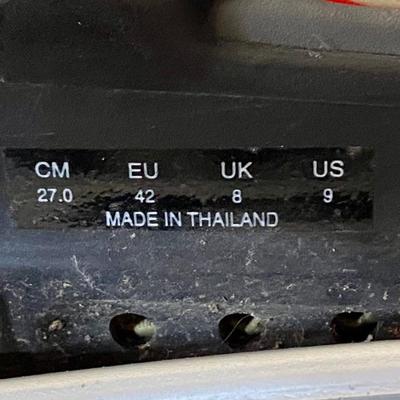 CM EU UK US
27.0 42 8 9
MADE IN THAILAND